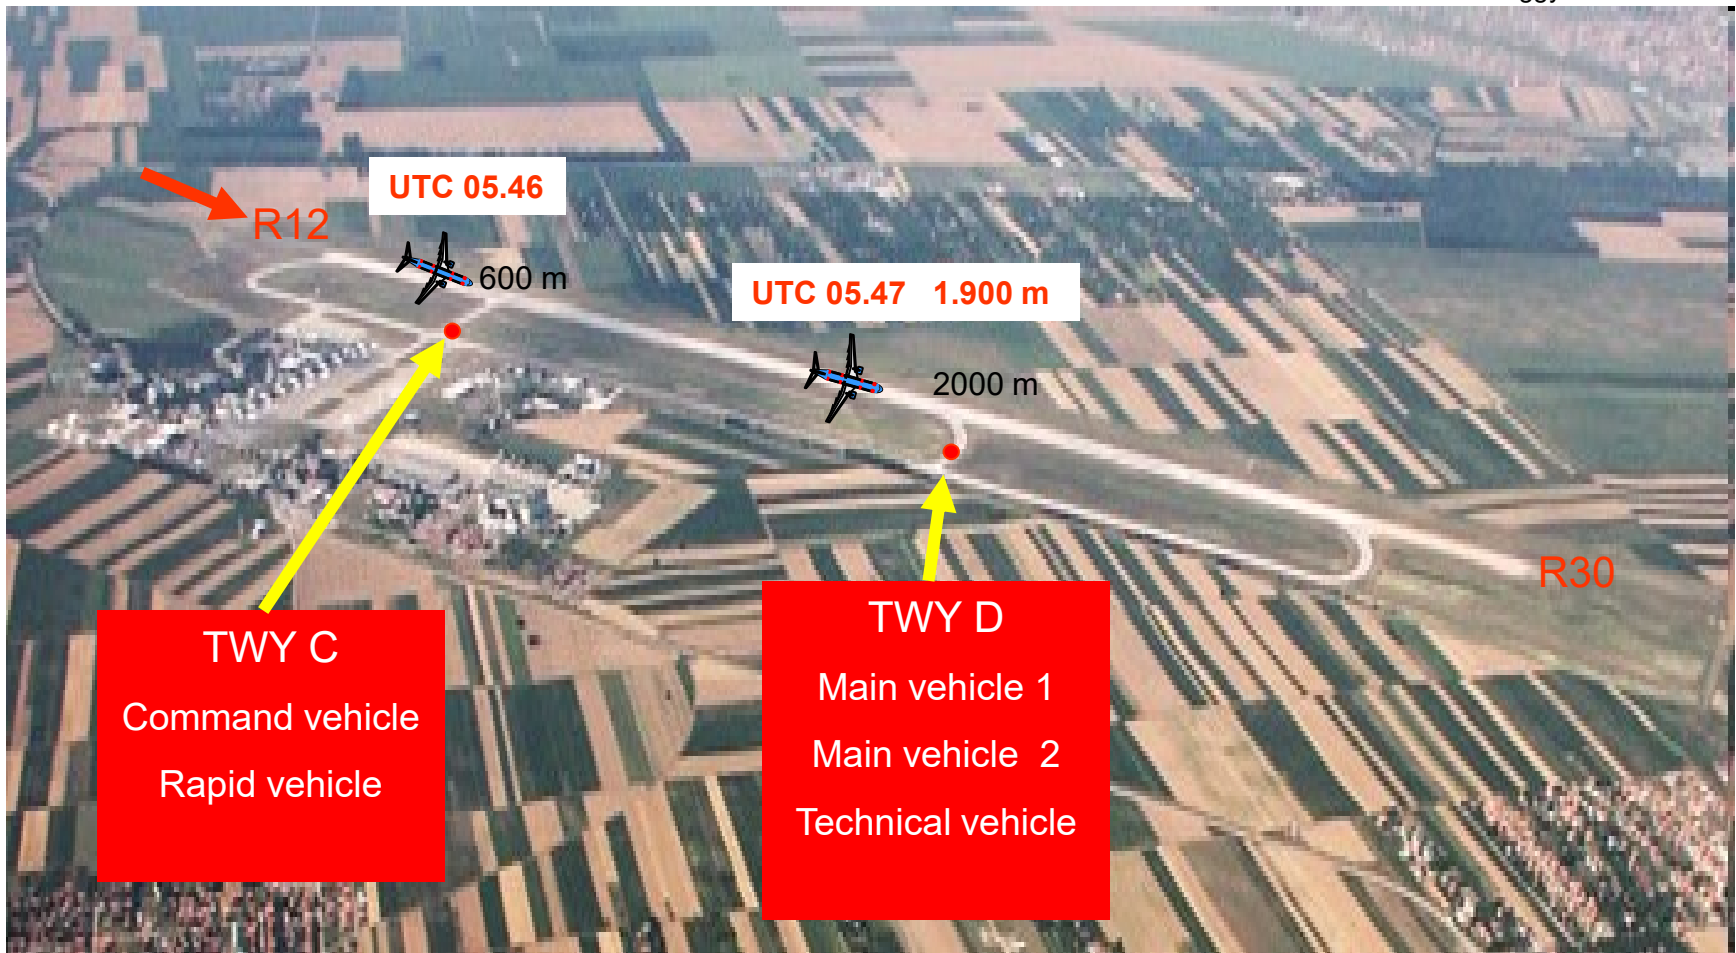 R12
UTC 05.46
600 m
UTC 05.47 1.900 m
2000 m
R30
TWY C
Command vehicle
Rapid vehicle
TWY D
Main vehicle 1
Main vehicle 2
Technical vehicle